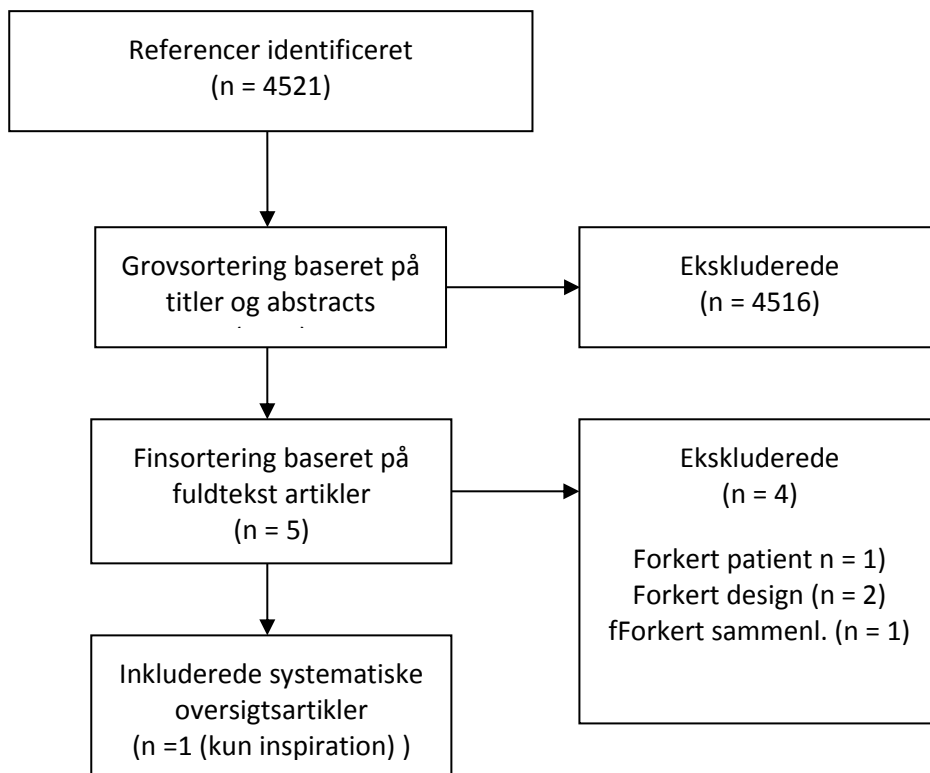 Referencer identificeret
(n = 4521)
Grovsortering baseret på
titler og abstracts
Ekskluderede
(n = 4516)
Finsortering baseret på
fuldtekst artikler
(n = 5)
Ekskluderede
(n = 4)
Forkert patient n = 1)
Forkert design (n = 2)
fForkert sammenl. (n = 1)
Inkluderede systematiske
oversigtsartikler
(n =1 (kun inspiration) )